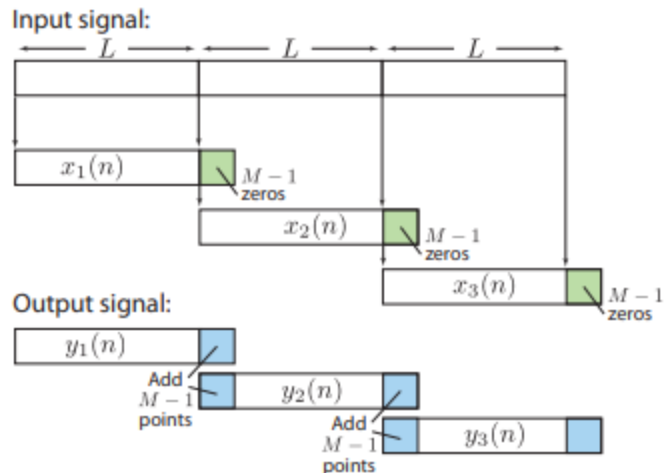 Input signal:
L L L
x₁(n)
M − 1
zeros
x₂(n)
M − 1
zeros
x₃(n)
M − 1
zeros
Output signal:
y₁(n)
Add
M − 1
points
y₂(n)
Add
M − 1
points
y₃(n)